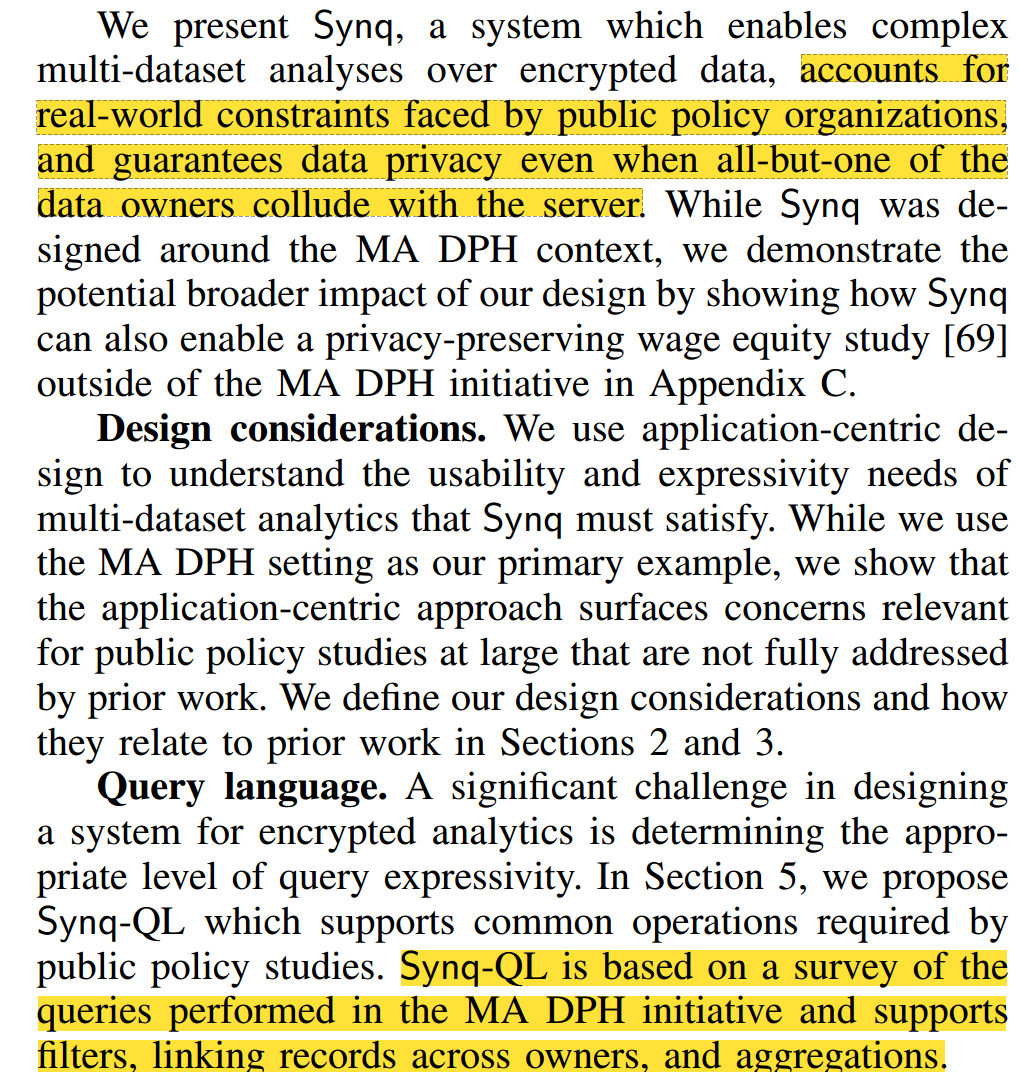 We present Synq, a system which enables complex
multi-dataset analyses over encrypted data, accounts for
real-world constraints faced by public policy organizations,
and guarantees data privacy even when all-but-one of the
data owners collude with the server. While Synq was de-
signed around the MA DPH context, we demonstrate the
potential broader impact of our design by showing how Synq
can also enable a privacy-preserving wage equity study [69]
outside of the MA DPH initiative in Appendix C.
Design considerations. We use application-centric de-
sign to understand the usability and expressivity needs of
multi-dataset analytics that Synq must satisfy. While we use
the MA DPH setting as our primary example, we show that
the application-centric approach surfaces concerns relevant
for public policy studies at large that are not fully addressed
by prior work. We define our design considerations and how
they relate to prior work in Sections 2 and 3.
Query language. A significant challenge in designing
a system for encrypted analytics is determining the appro-
priate level of query expressivity. In Section 5, we propose
Synq-QL which supports common operations required by
public policy studies. Synq-QL is based on a survey of the
queries performed in the MA DPH initiative and supports
filters, linking records across owners, and aggregations.